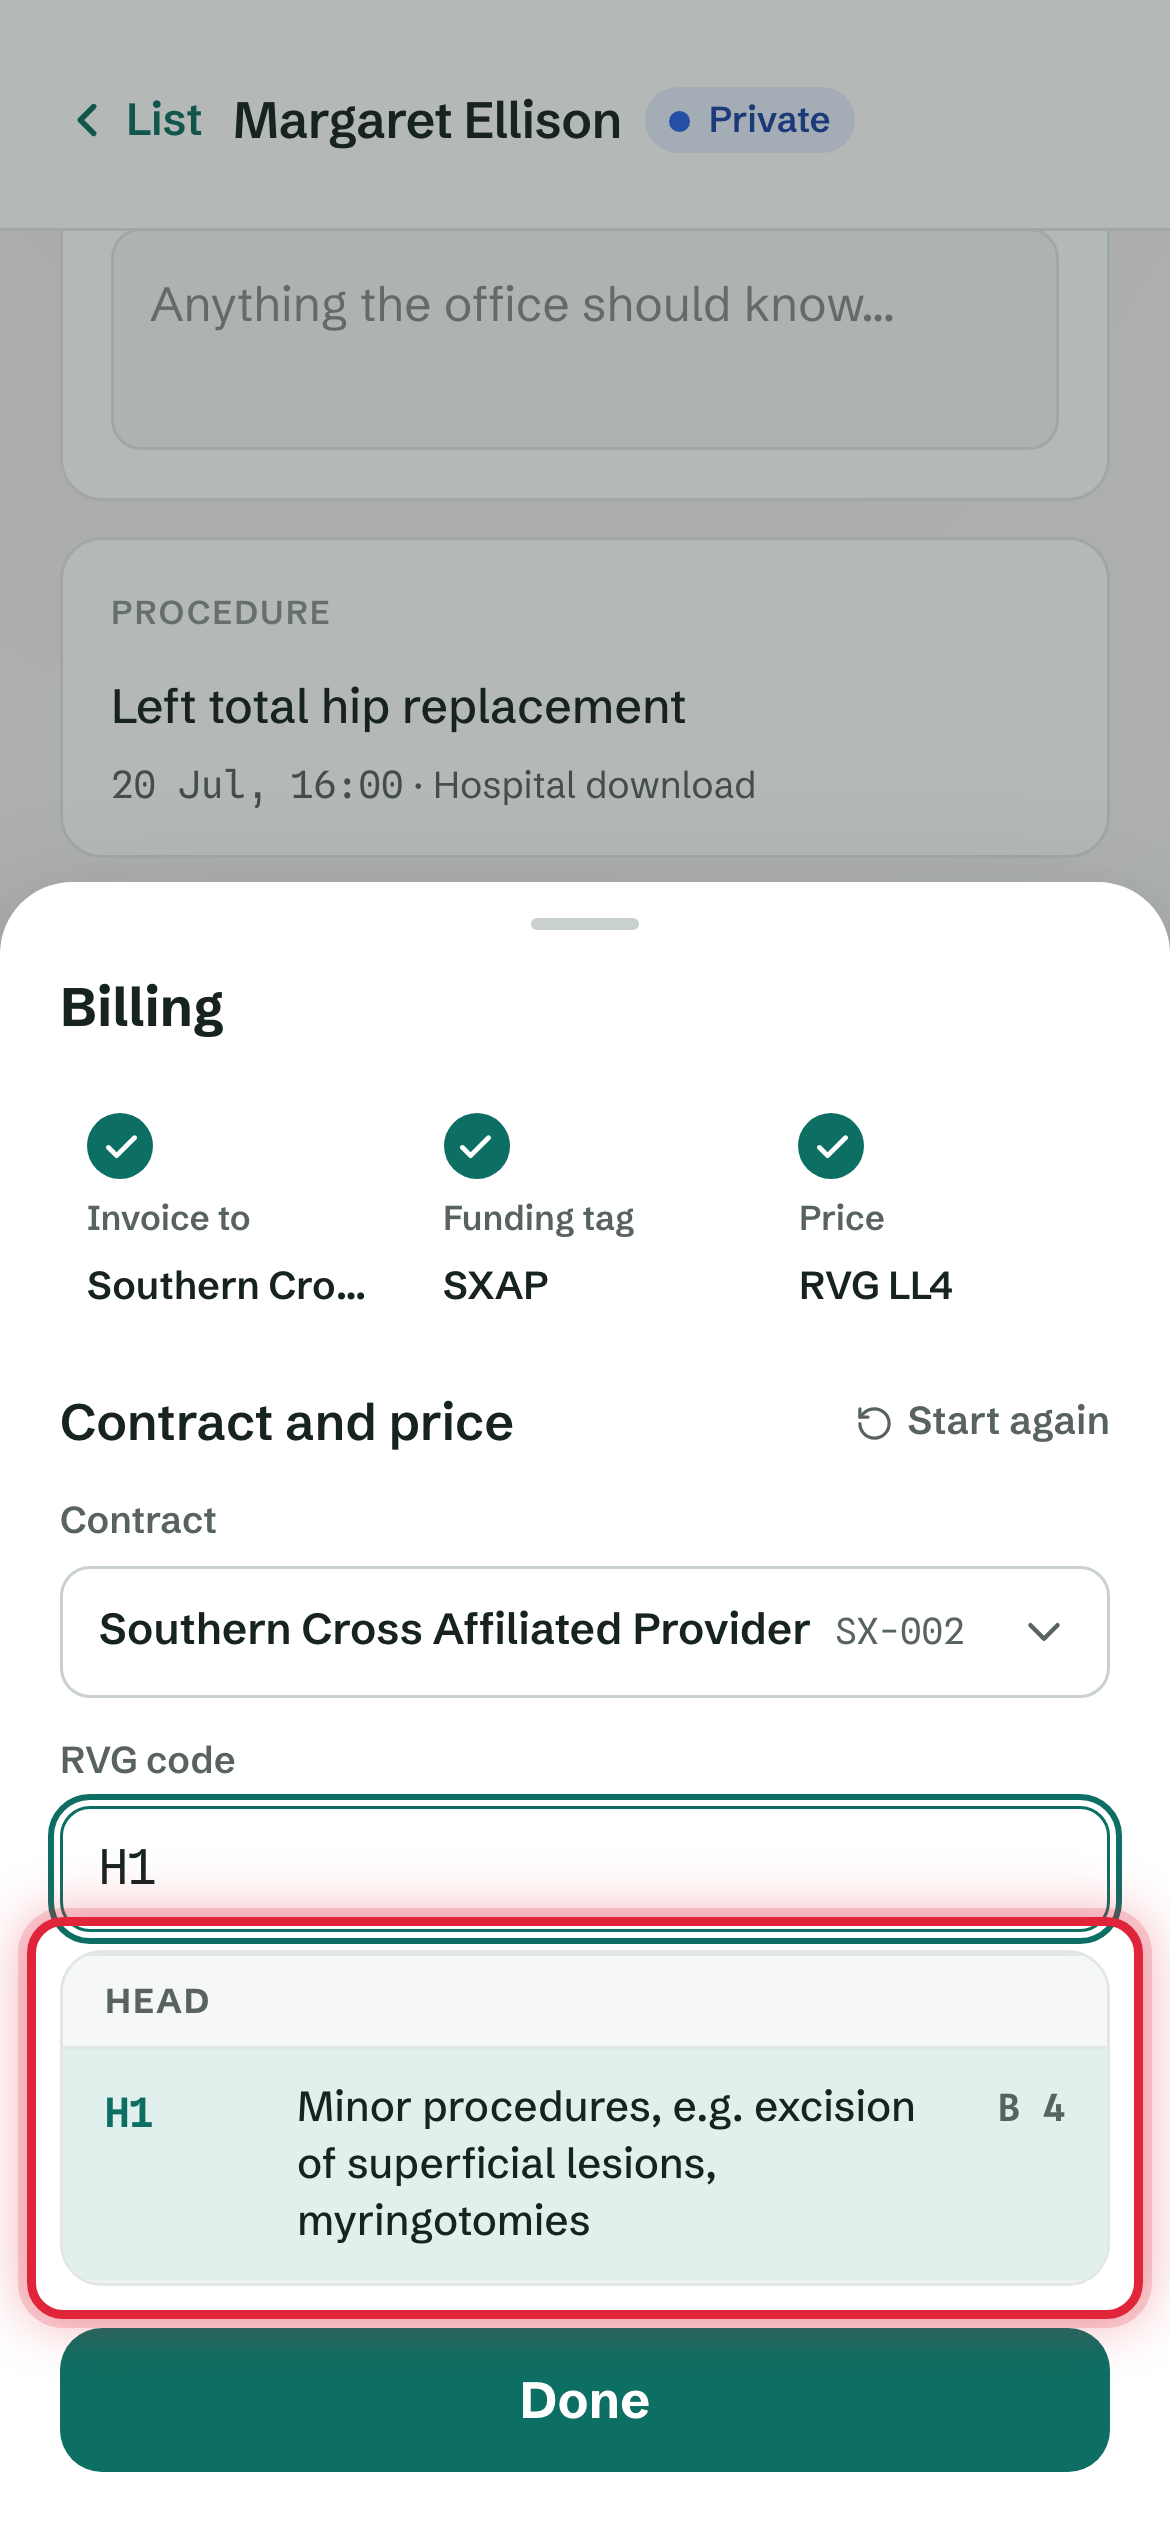 List Margaret Ellison Private
Anything the office should know...
PROCEDURE
Left total hip replacement
20 Jul, 16:00 · Hospital download
Billing
Invoice to
Southern Cro...
Funding tag
SXAP
Price
RVG LL4
Contract and price
Start again
Contract
Southern Cross Affiliated Provider SX-002
RVG code
H1
HEAD
H1 Minor procedures, e.g. excision B 4
of superficial lesions,
myringotomies
Done